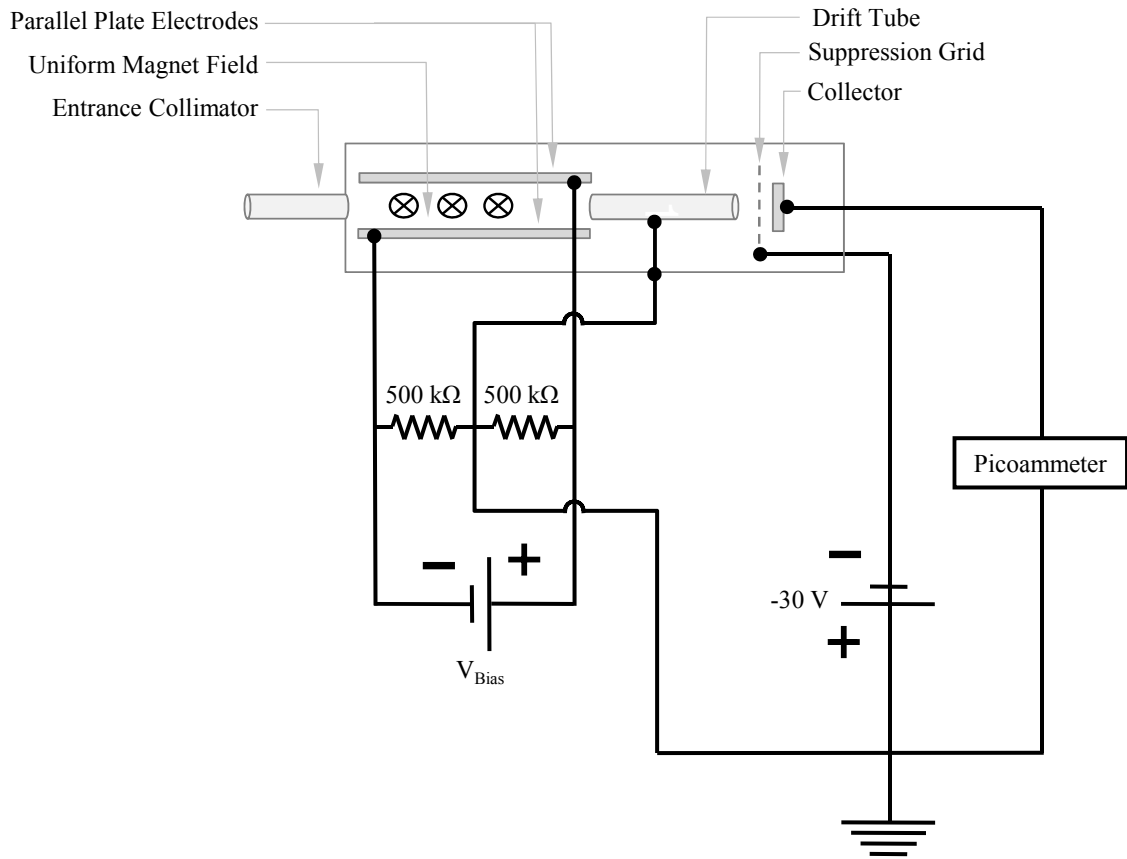 Parallel Plate Electrodes
Uniform Magnet Field
Entrance Collimator
Drift Tube
Suppression Grid
Collector
500 kΩ
500 kΩ
Picoammeter
− +
V_Bias
−
-30 V
+